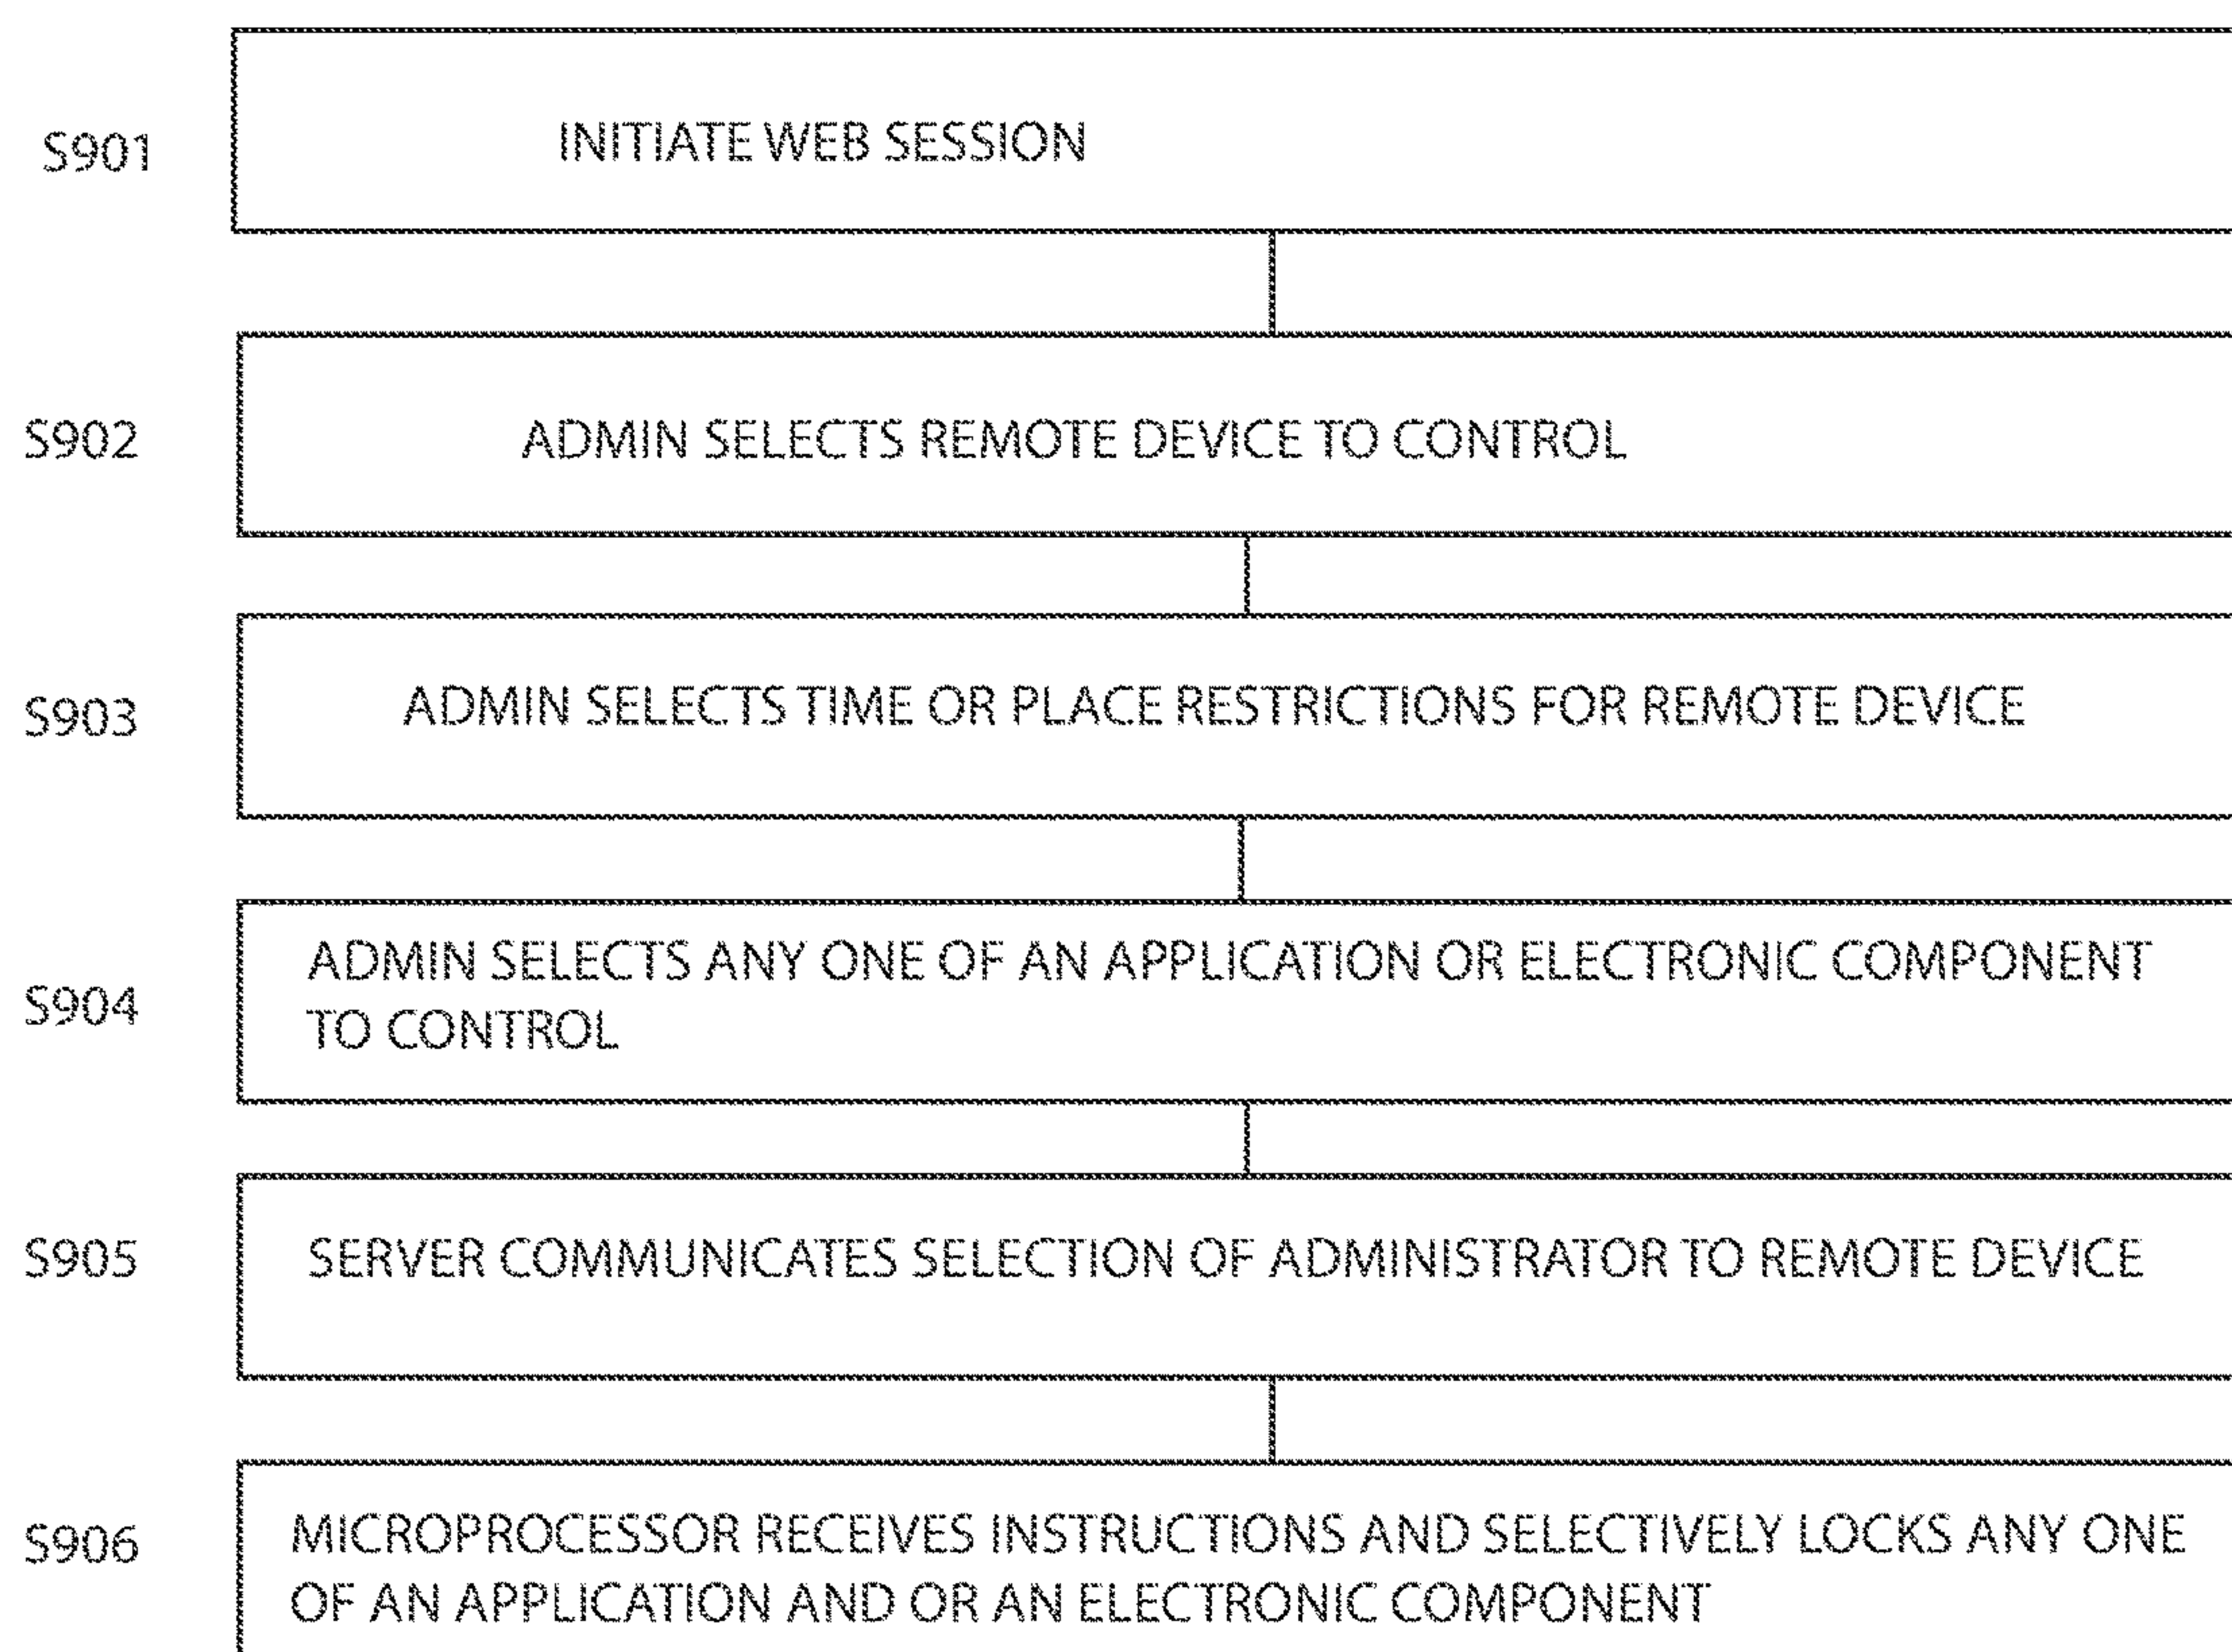 S901 INITIATE WEB SESSION
S902 ADMIN SELECTS REMOTE DEVICE TO CONTROL
S903 ADMIN SELECTS TIME OR PLACE RESTRICTIONS FOR REMOTE DEVICE
S904 ADMIN SELECTS ANY ONE OF AN APPLICATION OR ELECTRONIC COMPONENT
TO CONTROL
S905 SERVER COMMUNICATES SELECTION OF ADMINISTRATOR TO REMOTE DEVICE
S906 MICROPROCESSOR RECEIVES INSTRUCTIONS AND SELECTIVELY LOCKS ANY ONE
OF AN APPLICATION AND OR AN ELECTRONIC COMPONENT